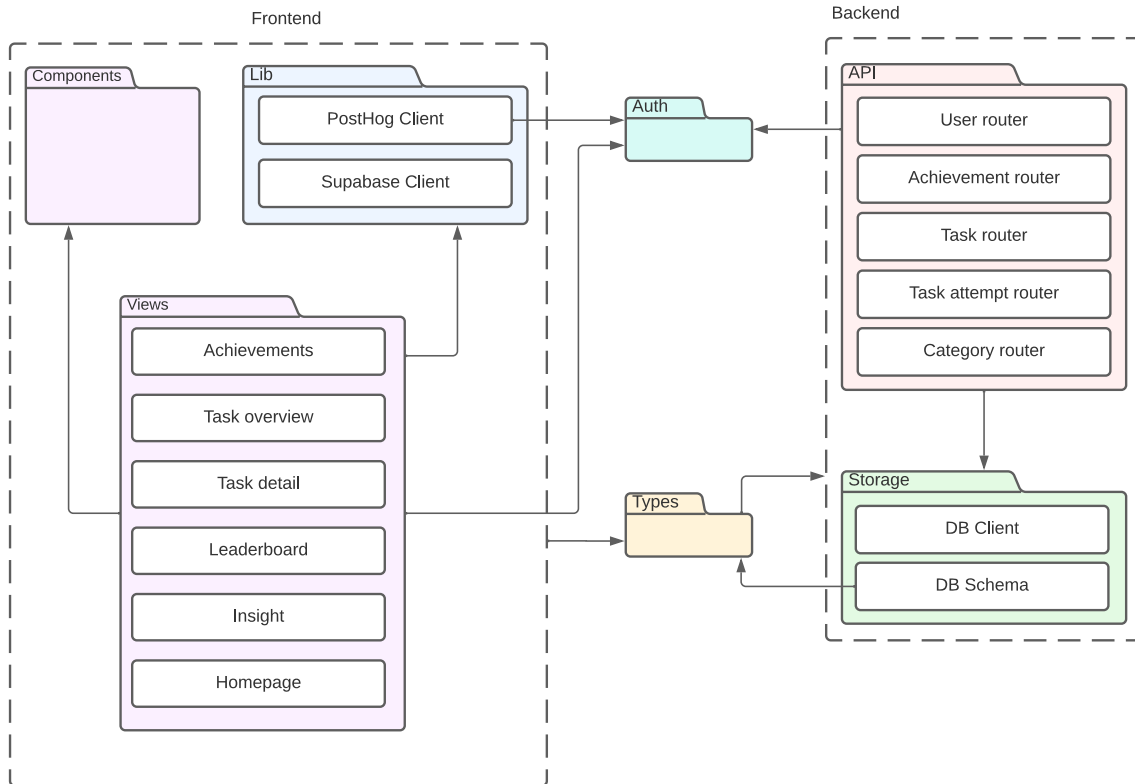 Frontend
Components
Lib
PostHog Client
Supabase Client
Views
Achievements
Task overview
Task detail
Leaderboard
Insight
Homepage
Auth
Types
Backend
API
User router
Achievement router
Task router
Task attempt router
Category router
Storage
DB Client
DB Schema